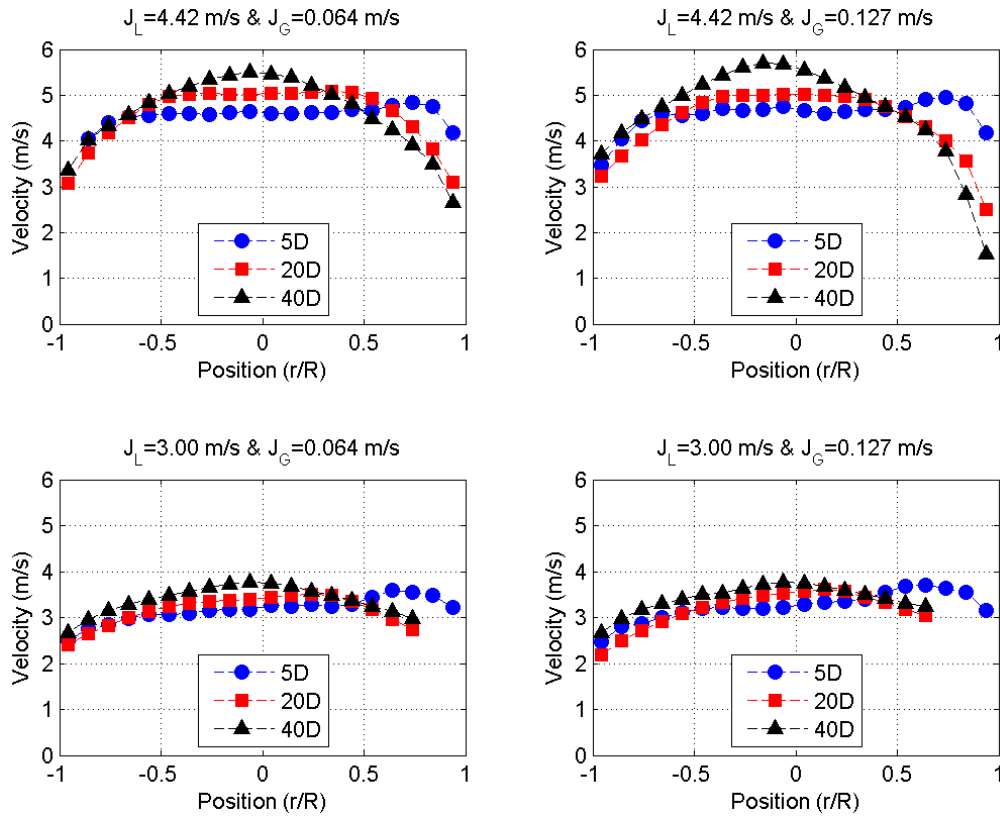 J_L=4.42 m/s & J_G=0.064 m/s
6
5
4
3
2
1
0
Velocity (m/s)
5D
20D
40D
-1
-0.5
0
0.5
1
Position (r/R)
J_L=4.42 m/s & J_G=0.127 m/s
6
5
4
3
2
1
0
Velocity (m/s)
5D
20D
40D
-1
-0.5
0
0.5
1
Position (r/R)
J_L=3.00 m/s & J_G=0.064 m/s
6
5
4
3
2
1
0
Velocity (m/s)
5D
20D
40D
-1
-0.5
0
0.5
1
Position (r/R)
J_L=3.00 m/s & J_G=0.127 m/s
6
5
4
3
2
1
0
Velocity (m/s)
5D
20D
40D
-1
-0.5
0
0.5
1
Position (r/R)